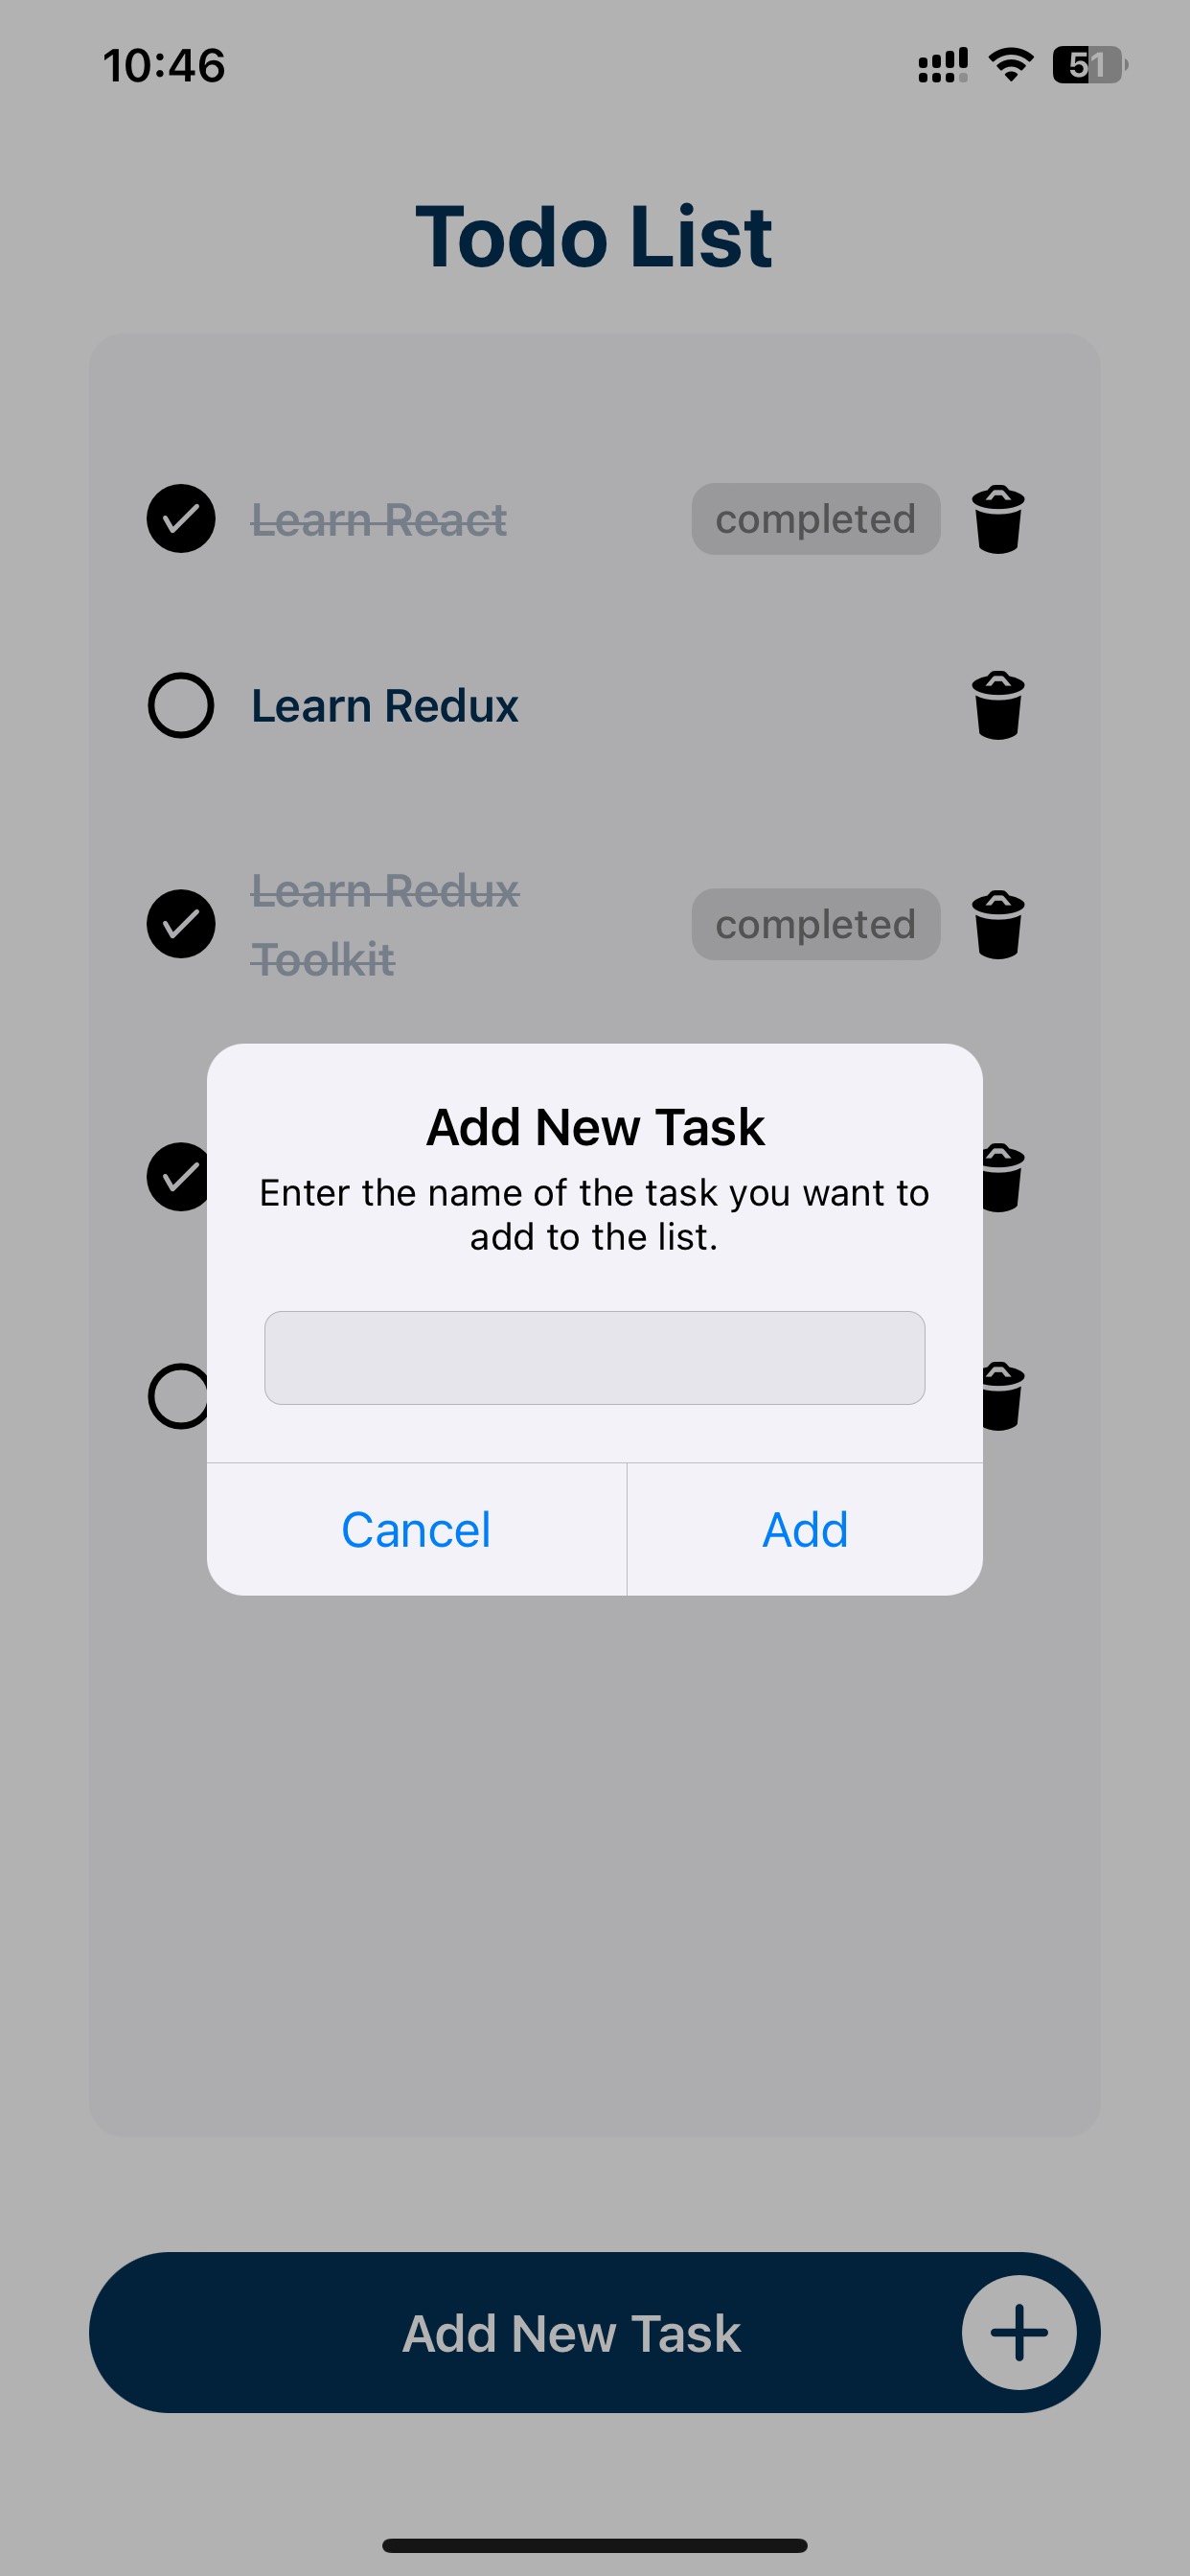 10:46
51
Todo List
Learn React
completed
Learn Redux
Learn Redux
Toolkit
completed
Add New Task
Enter the name of the task you want to
add to the list.
Cancel
Add
Add New Task